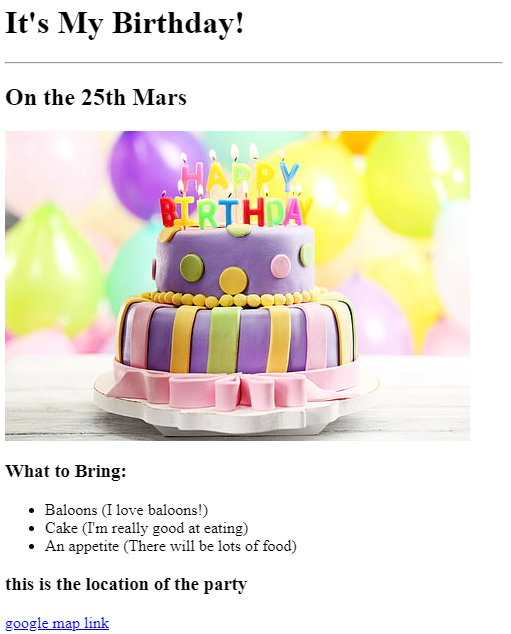 It's My Birthday!
On the 25th Mars
HAPPY
BIRTHDAY
What to Bring:
Baloons (I love baloons!)
Cake (I'm really good at eating)
An appetite (There will be lots of food)
this is the location of the party
google map link